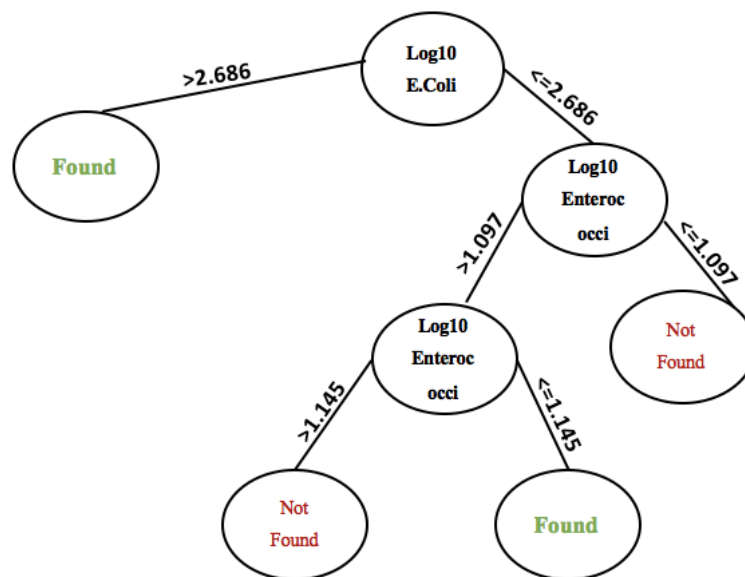 Log10
E.Coli
>2.686
<=2.686
Found
Log10
Enteroc
occi
>1.097
<=1.097
Log10
Enteroc
occi
Not
Found
>1.145
<=1.145
Not
Found
Found